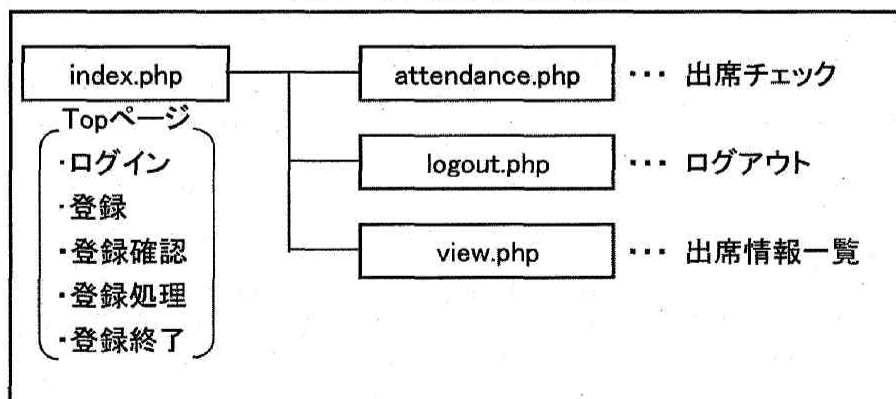 index.php
Topページ
・ログイン
・登録
・登録確認
・登録処理
・登録終了
attendance.php ・・・ 出席チェック
logout.php ・・・ ログアウト
view.php ・・・ 出席情報一覧